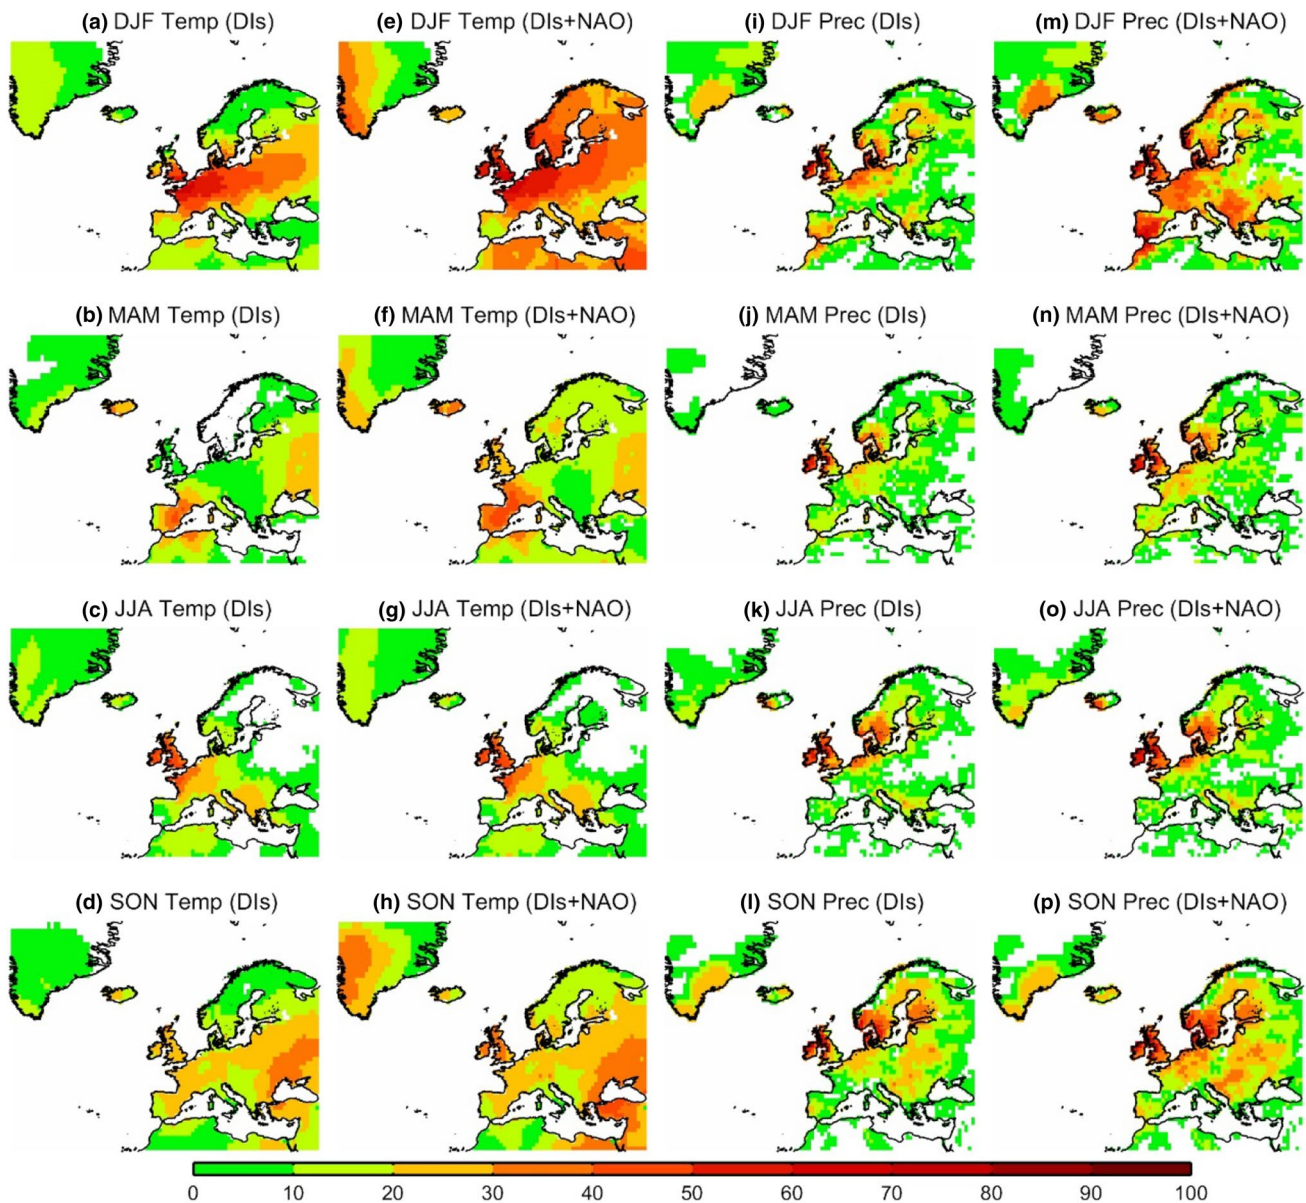 (a) DJF Temp (DIs) (e) DJF Temp (DIs+NAO) (i) DJF Prec (DIs) (m) DJF Prec (DIs+NAO)
(b) MAM Temp (DIs) (f) MAM Temp (DIs+NAO) (j) MAM Prec (DIs) (n) MAM Prec (DIs+NAO)
(c) JJA Temp (DIs) (g) JJA Temp (DIs+NAO) (k) JJA Prec (DIs) (o) JJA Prec (DIs+NAO)
(d) SON Temp (DIs) (h) SON Temp (DIs+NAO) (l) SON Prec (DIs) (p) SON Prec (DIs+NAO)
0 10 20 30 40 50 60 70 80 90 100